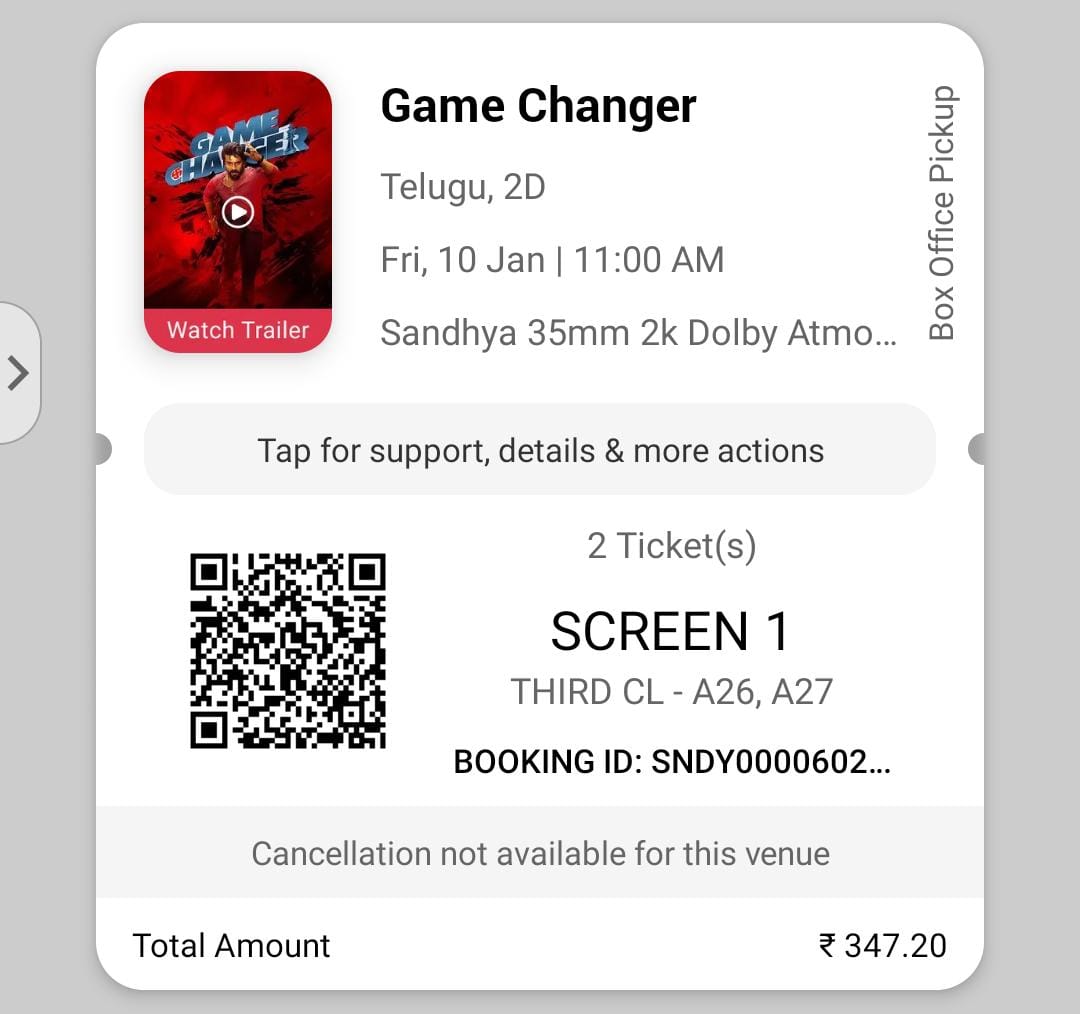 GAME
CHANGER
Watch Trailer
Game Changer
Telugu, 2D
Fri, 10 Jan | 11:00 AM
Sandhya 35mm 2k Dolby Atmo...
Box Office Pickup
Tap for support, details & more actions
2 Ticket(s)
SCREEN 1
THIRD CL - A26, A27
BOOKING ID: SNDY0000602...
Cancellation not available for this venue
Total Amount ₹ 347.20